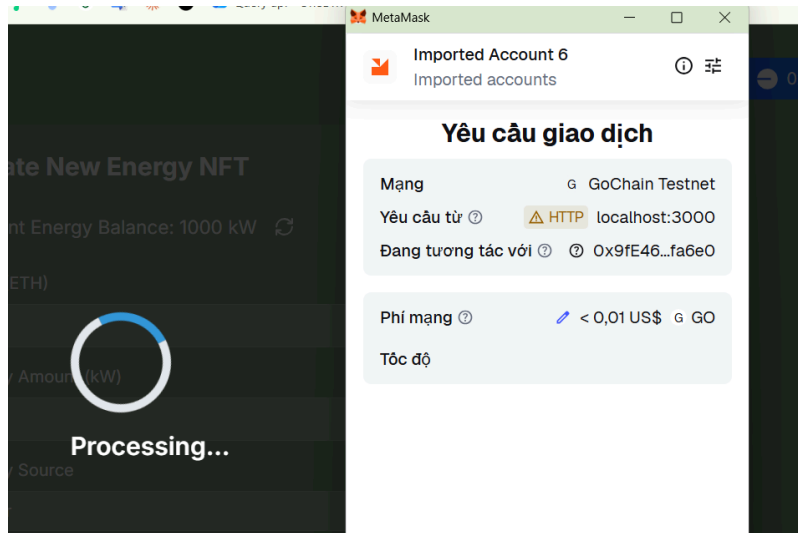 MetaMask
Imported Account 6
Imported accounts
Yêu cầu giao dịch
Mạng G GoChain Testnet
Yêu cầu từ HTTP localhost:3000
Đang tương tác với 0x9fE46...fa6e0
Phí mạng < 0,01 US$ G GO
Tốc độ
ate New Energy NFT
nt Energy Balance: 1000 kW
ETH)
y Amount (kW)
Processing...
y Source
0